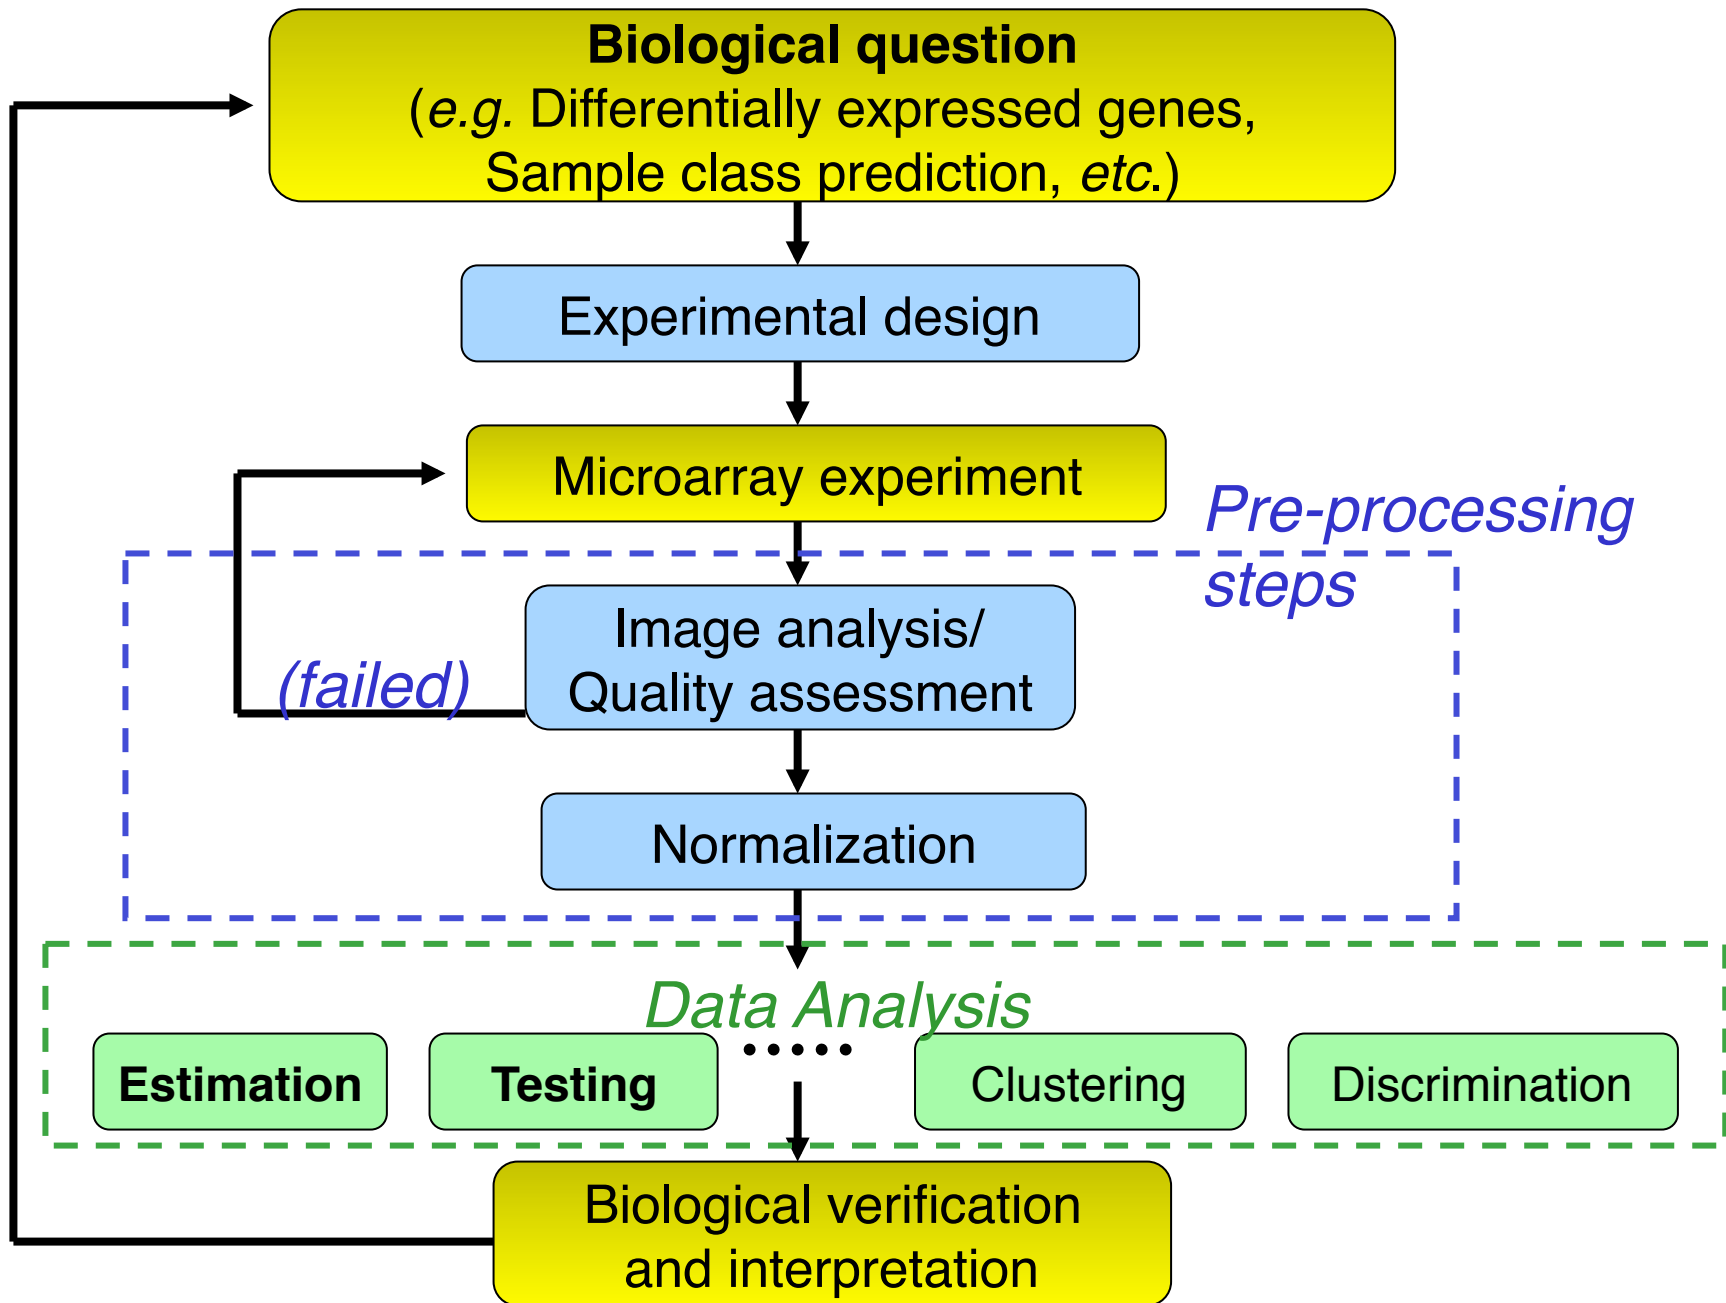 Biological question
(e.g. Differentially expressed genes,
Sample class prediction, etc.)
Experimental design
Microarray experiment
Pre-processing
steps
Image analysis/
Quality assessment
(failed)
Normalization
Data Analysis
Estimation
Testing
.....
Clustering
Discrimination
Biological verification
and interpretation